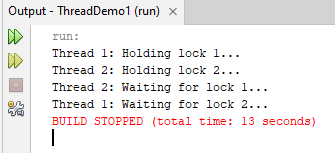 Output - ThreadDemo1 (run) ×
run:
Thread 1: Holding lock 1...
Thread 2: Holding lock 2...
Thread 2: Waiting for lock 1...
Thread 1: Waiting for lock 2...
BUILD STOPPED (total time: 13 seconds)